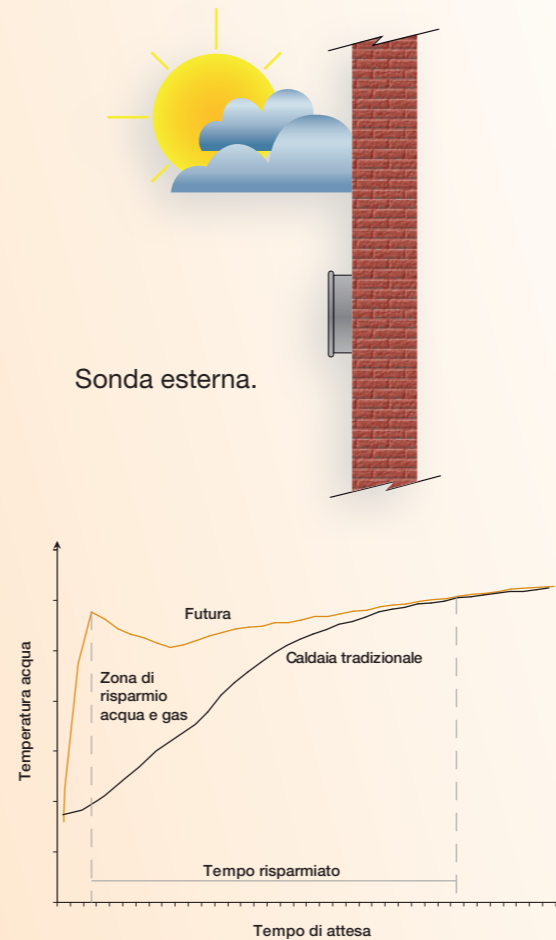 Sonda esterna.
Futura
Caldaia tradizionale
Zona di
risparmio
acqua e gas
Temperatura acqua
Tempo risparmiato
Tempo di attesa